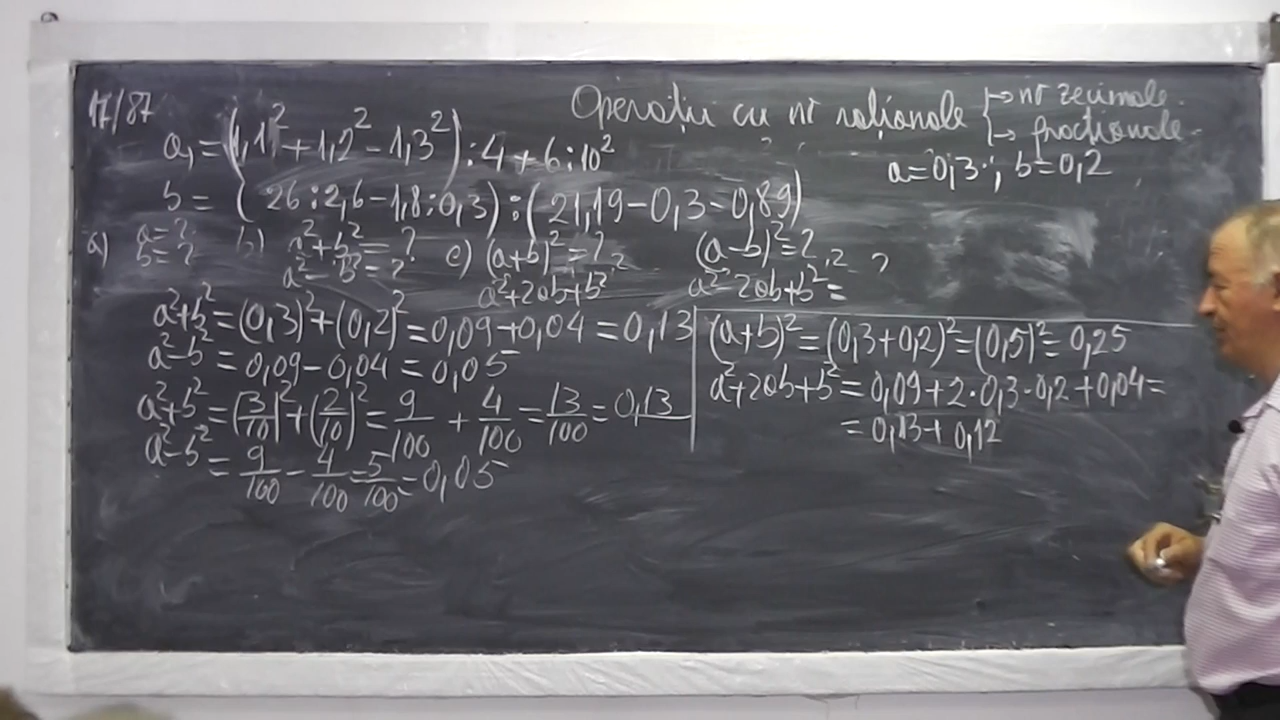 17/87
Operații cu nr raționale → nr zecimale
→ fracționale
a = (1,1² + 1,2² - 1,3²) : 4 + 6 : 10²
a = 0,3 ; b = 0,2
b = (26 : 2,6 - 1,8 : 0,3) : (21,19 - 0,3 - 0,89)
a) a = ? b) a² + b² = ? c) (a+b)² = ? (a-b)² = ?
b = ? a² - b² = ? a² + 2ab + b² a² 2ab + b² = ?
a² + b² = (0,3)² + (0,2)² = 0,09 + 0,04 = 0,13
a² - b² = 0,09 - 0,04 = 0,05
a² + b² = (3/10)² + (2/10)² = 9/100 + 4/100 = 13/100 = 0,13
a² - b² = 9/100 - 4/100 = 5/100 = 0,05
(a+b)² = (0,3 + 0,2)² = (0,5)² = 0,25
a² + 2ab + b² = 0,09 + 2 · 0,3 · 0,2 + 0,04 =
= 0,13 + 0,12